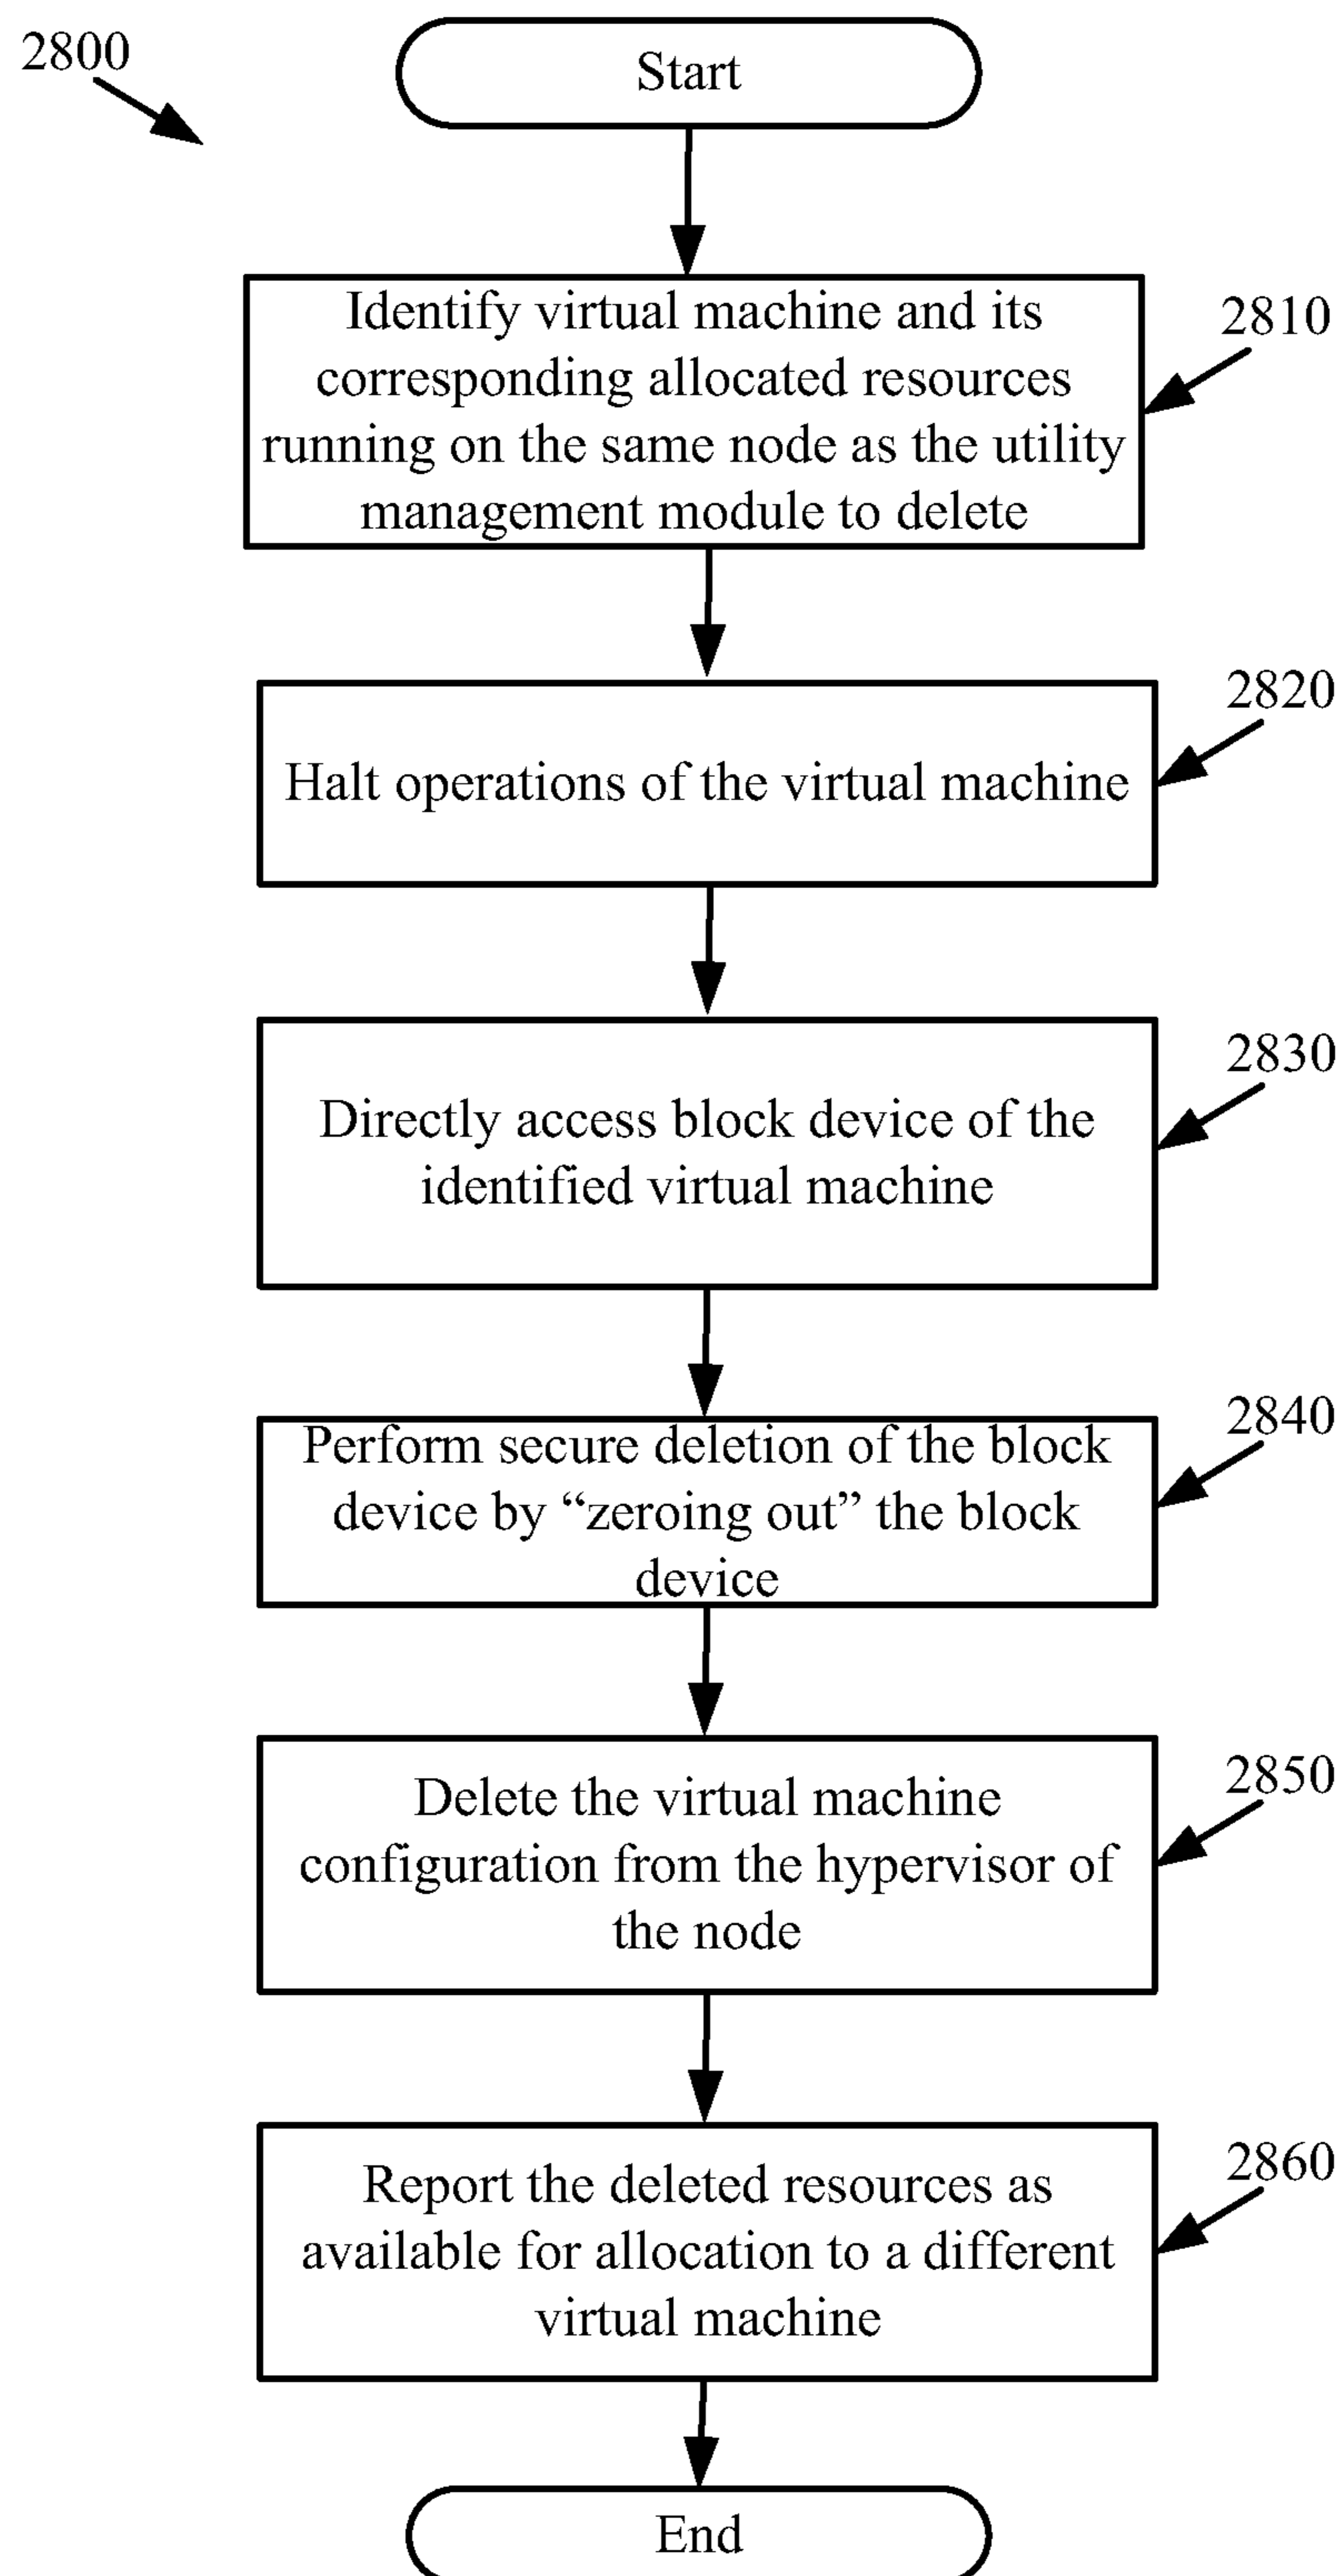 2800
Start
Identify virtual machine and its
corresponding allocated resources
running on the same node as the utility
management module to delete
2810
Halt operations of the virtual machine
2820
Directly access block device of the
identified virtual machine
2830
Perform secure deletion of the block
device by “zeroing out” the block
device
2840
Delete the virtual machine
configuration from the hypervisor of
the node
2850
Report the deleted resources as
available for allocation to a different
virtual machine
2860
End